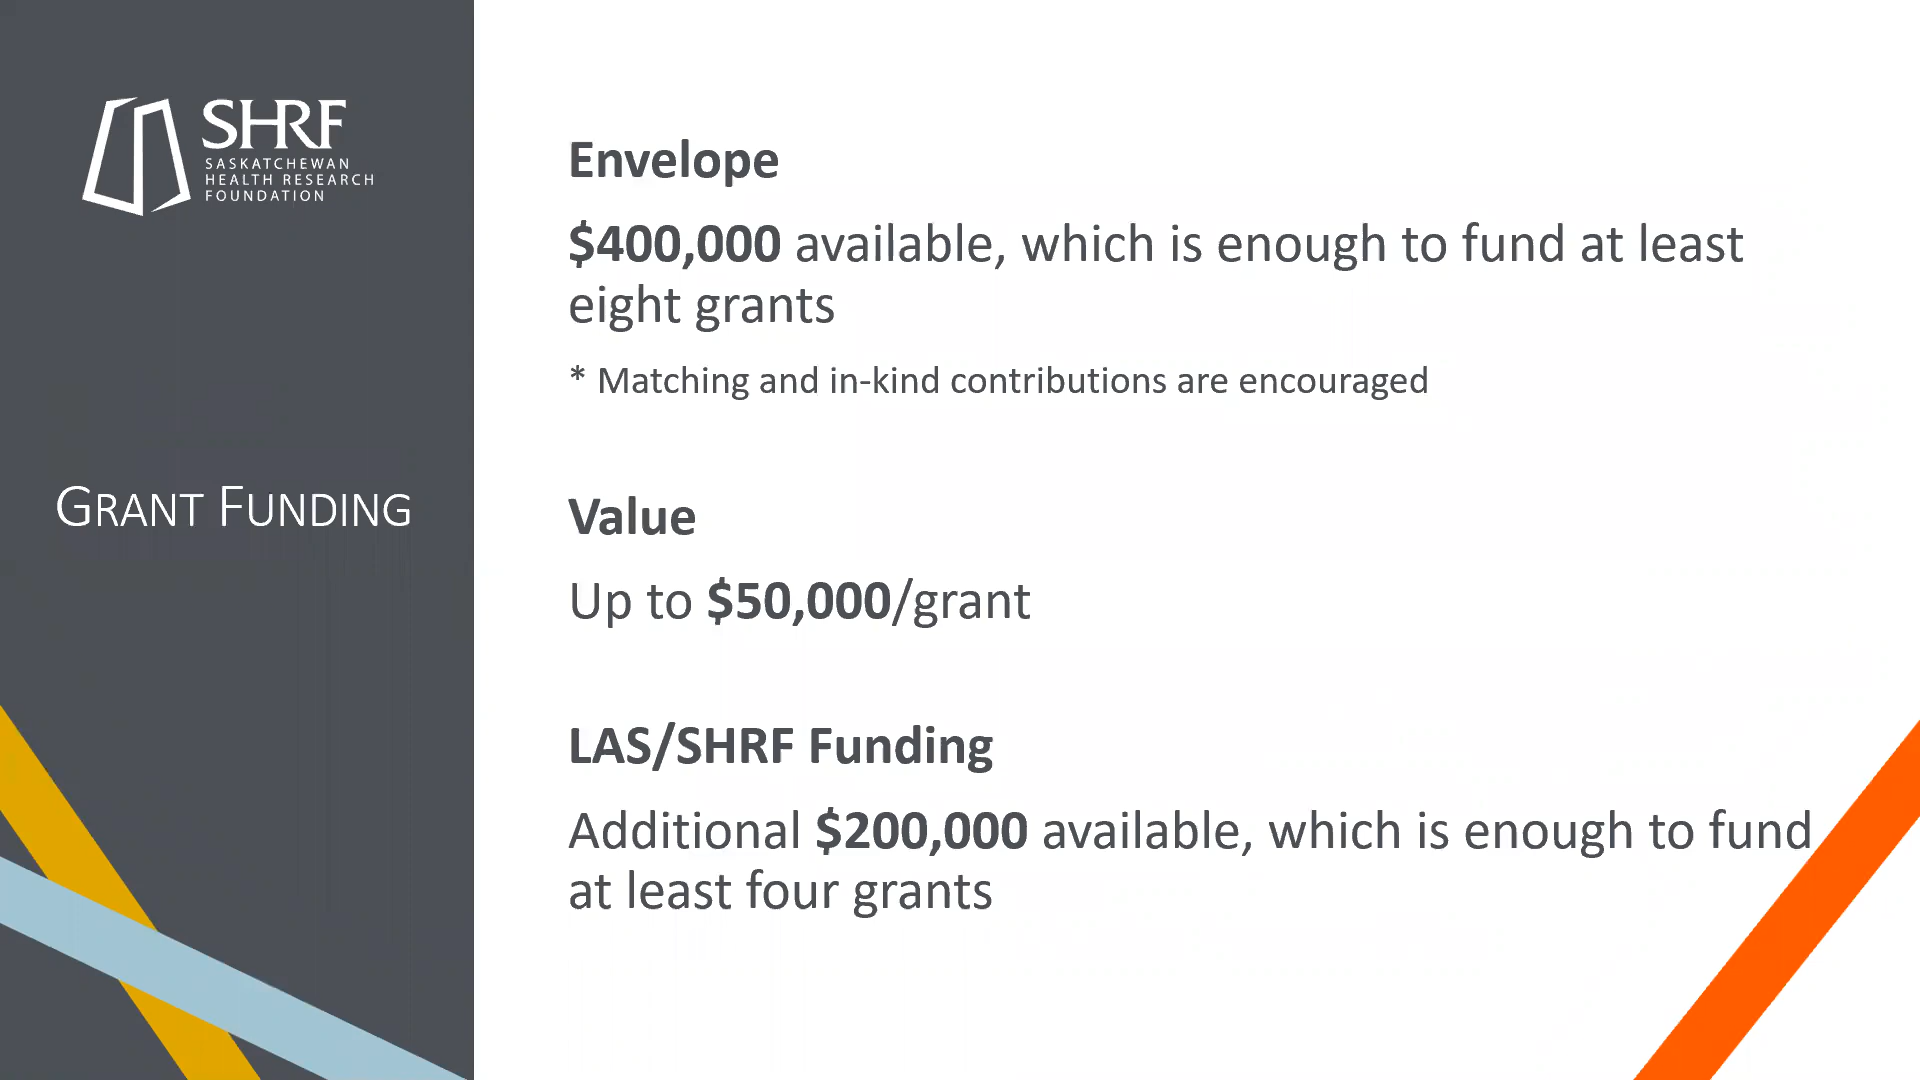 SHRF
SASKATCHEWAN
HEALTH RESEARCH
FOUNDATION
GRANT FUNDING
Envelope
$400,000 available, which is enough to fund at least
eight grants
* Matching and in-kind contributions are encouraged
Value
Up to $50,000/grant
LAS/SHRF Funding
Additional $200,000 available, which is enough to fund
at least four grants